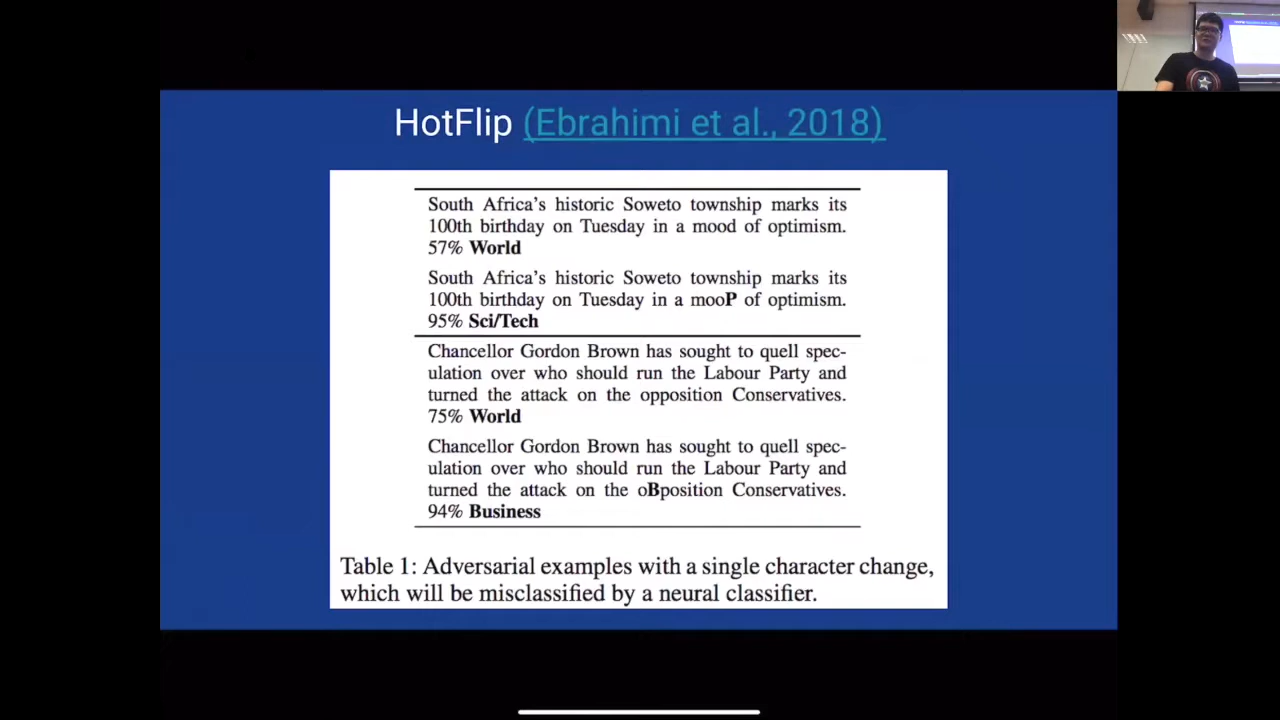 HotFlip (Ebrahimi et al., 2018)
South Africa's historic Soweto township marks its
100th birthday on Tuesday in a mood of optimism.
57% World
South Africa's historic Soweto township marks its
100th birthday on Tuesday in a mooP of optimism.
95% Sci/Tech
Chancellor Gordon Brown has sought to quell spec-
ulation over who should run the Labour Party and
turned the attack on the opposition Conservatives.
75% World
Chancellor Gordon Brown has sought to quell spec-
ulation over who should run the Labour Party and
turned the attack on the oBposition Conservatives.
94% Business
Table 1: Adversarial examples with a single character change,
which will be misclassified by a neural classifier.